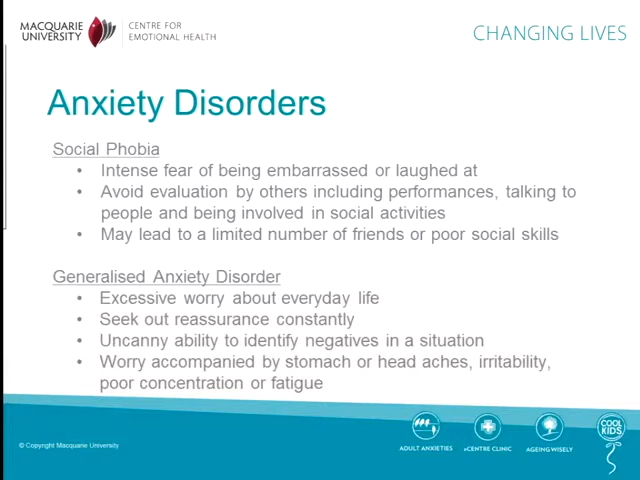 MACQUARIE
UNIVERSITY
CENTRE FOR
EMOTIONAL HEALTH
CHANGING LIVES
Anxiety Disorders
Social Phobia
• Intense fear of being embarrassed or laughed at
• Avoid evaluation by others including performances, talking to
people and being involved in social activities
• May lead to a limited number of friends or poor social skills
Generalised Anxiety Disorder
• Excessive worry about everyday life
• Seek out reassurance constantly
• Uncanny ability to identify negatives in a situation
• Worry accompanied by stomach or head aches, irritability,
poor concentration or fatigue
© Copyright Macquarie University
ADULT ANXIETIES
eCENTRE CLINIC
AGEING WISELY
COOL
KIDS